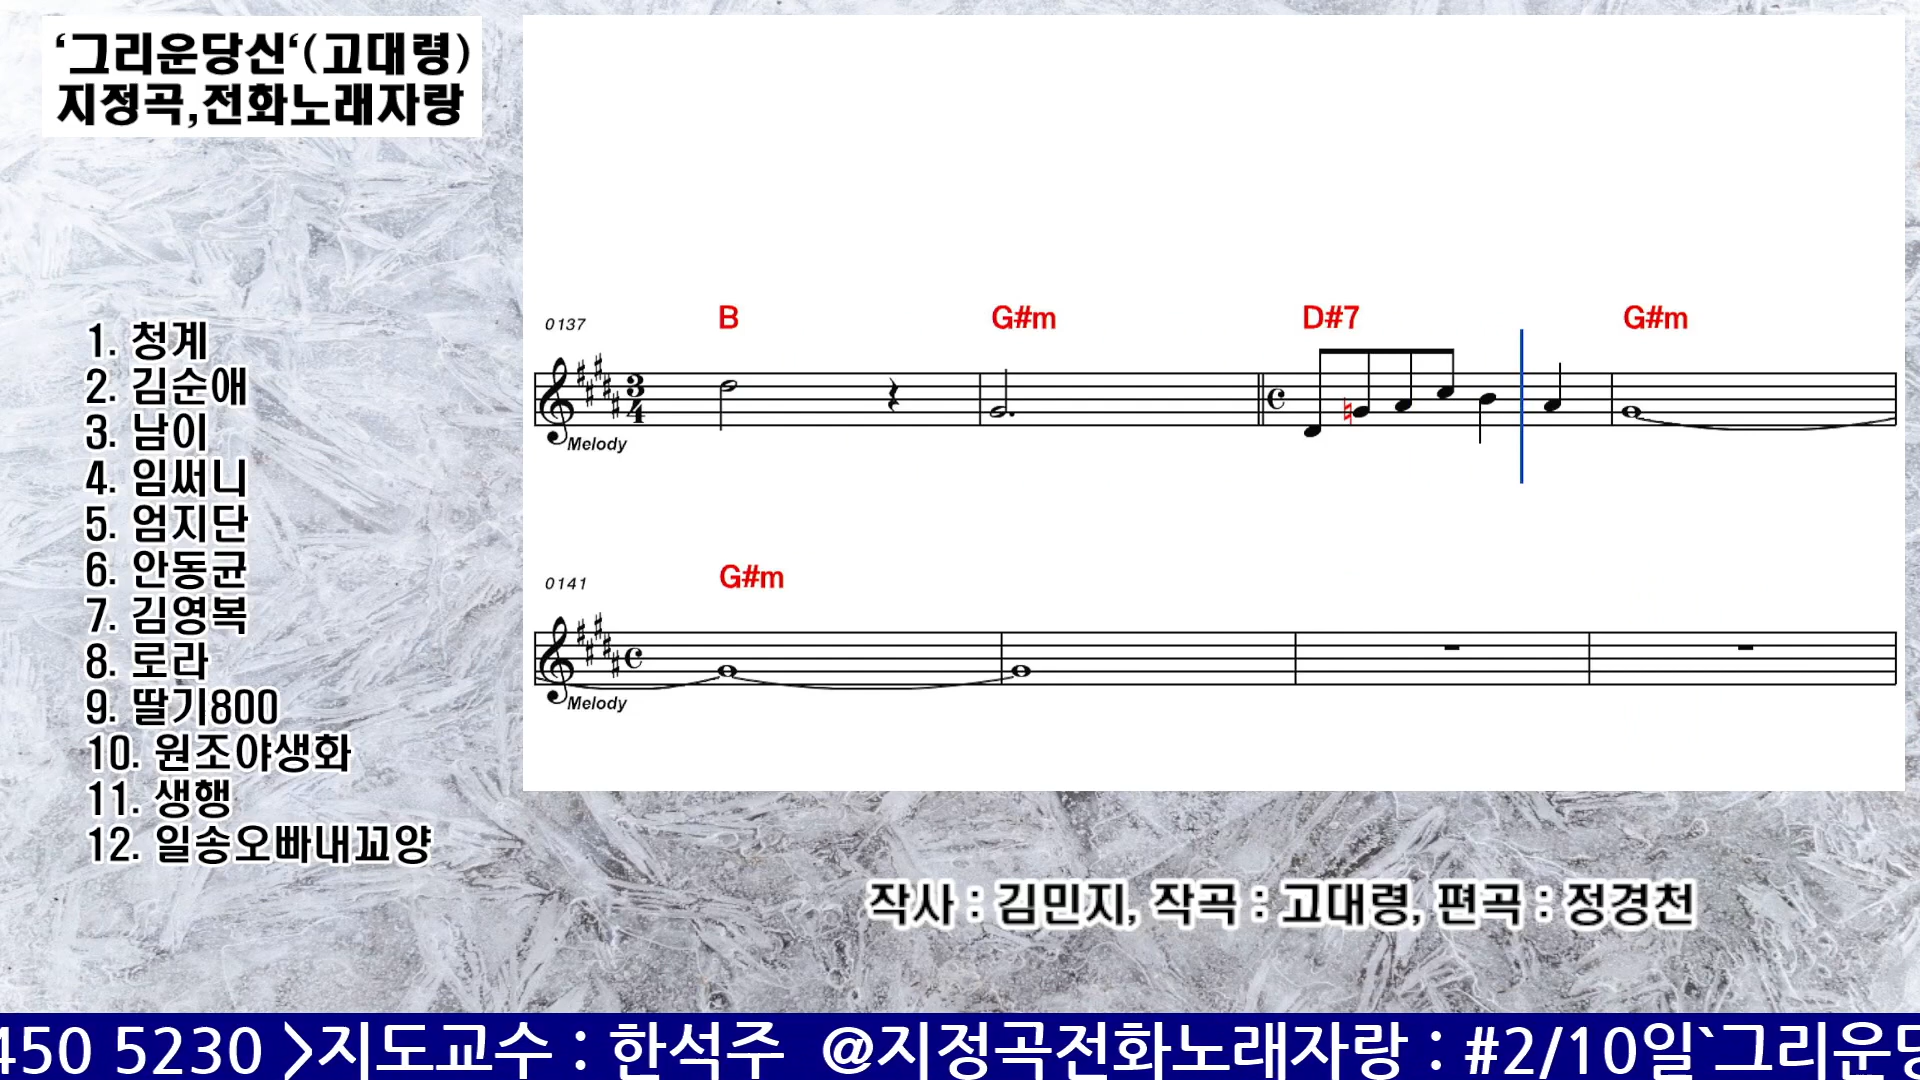 ‘그리운당신‘(고대령)
지정곡,전화노래자랑
1. 청계
2. 김순애
3. 남이
4. 임써니
5. 엄지단
6. 안동균
7. 김영복
8. 로라
9. 딸기800
10. 원조야생화
11. 생행
12. 일송오빠내꼬양
0137 B G#m D#7 G#m
Melody
0141 G#m
Melody
작사 : 김민지, 작곡 : 고대령, 편곡 : 정경천
450 5230 >지도교수 : 한석주 @지정곡전화노래자랑 : #2/10일`그리운당